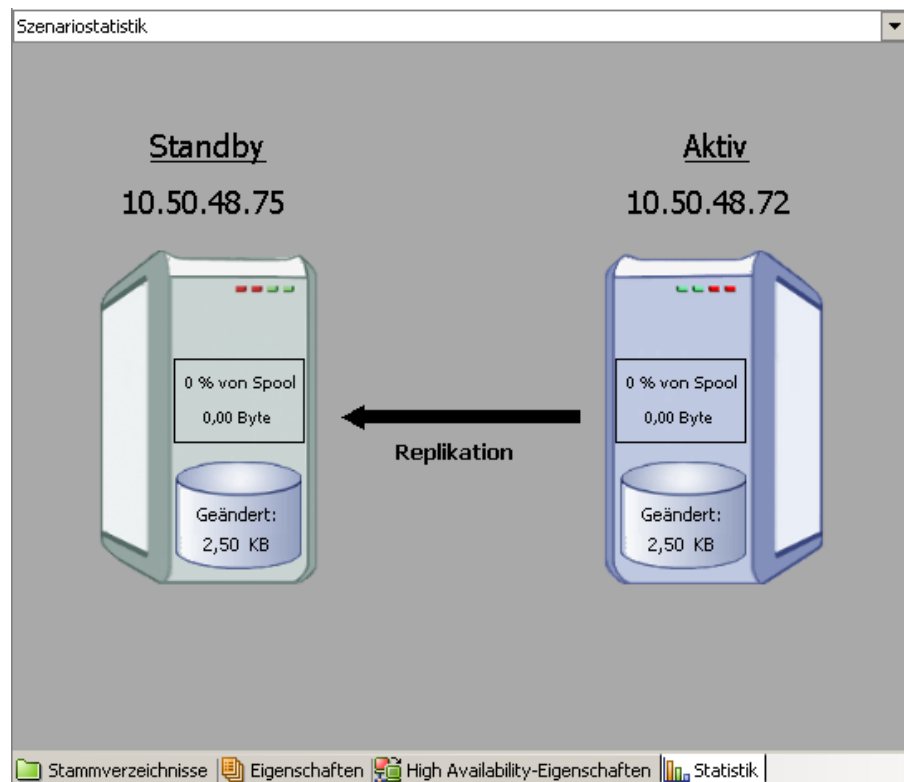 Szenariostatistik
Standby
10.50.48.75
Aktiv
10.50.48.72
0 % von Spool
0,00 Byte
0 % von Spool
0,00 Byte
Replikation
Geändert:
2,50 KB
Geändert:
2,50 KB
Stammverzeichnisse Eigenschaften High Availability-Eigenschaften Statistik